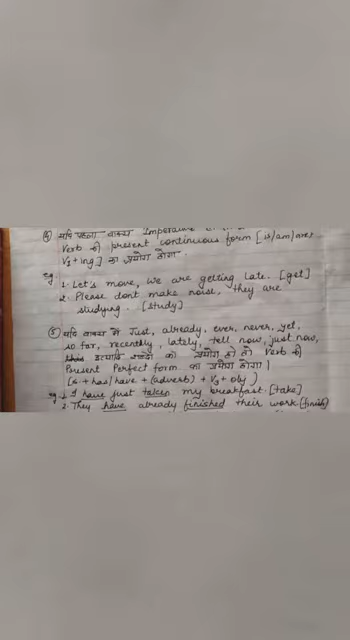 (4) यदि पहला वाक्य Imperative
Verb की present continuous form [is/am/are+
V1 + ing] का प्रयोग होगा.
eg 1. Let's move, we are getting late. [get]
2. Please dont make noise, they are
studying. [study]
(5) यदि वाक्य में Just, already, ever, never, yet,
so far, recently, lately, tell now, just now,
इत्यादि शब्दों का प्रयोग हो तो Verb की
Present Perfect form का प्रयोग होगा।
[s. + has/have + (adverb) + V3 + obj)
eg. 1. I have just taken my breakfast. [take]
2. They have already finished their work (finish)